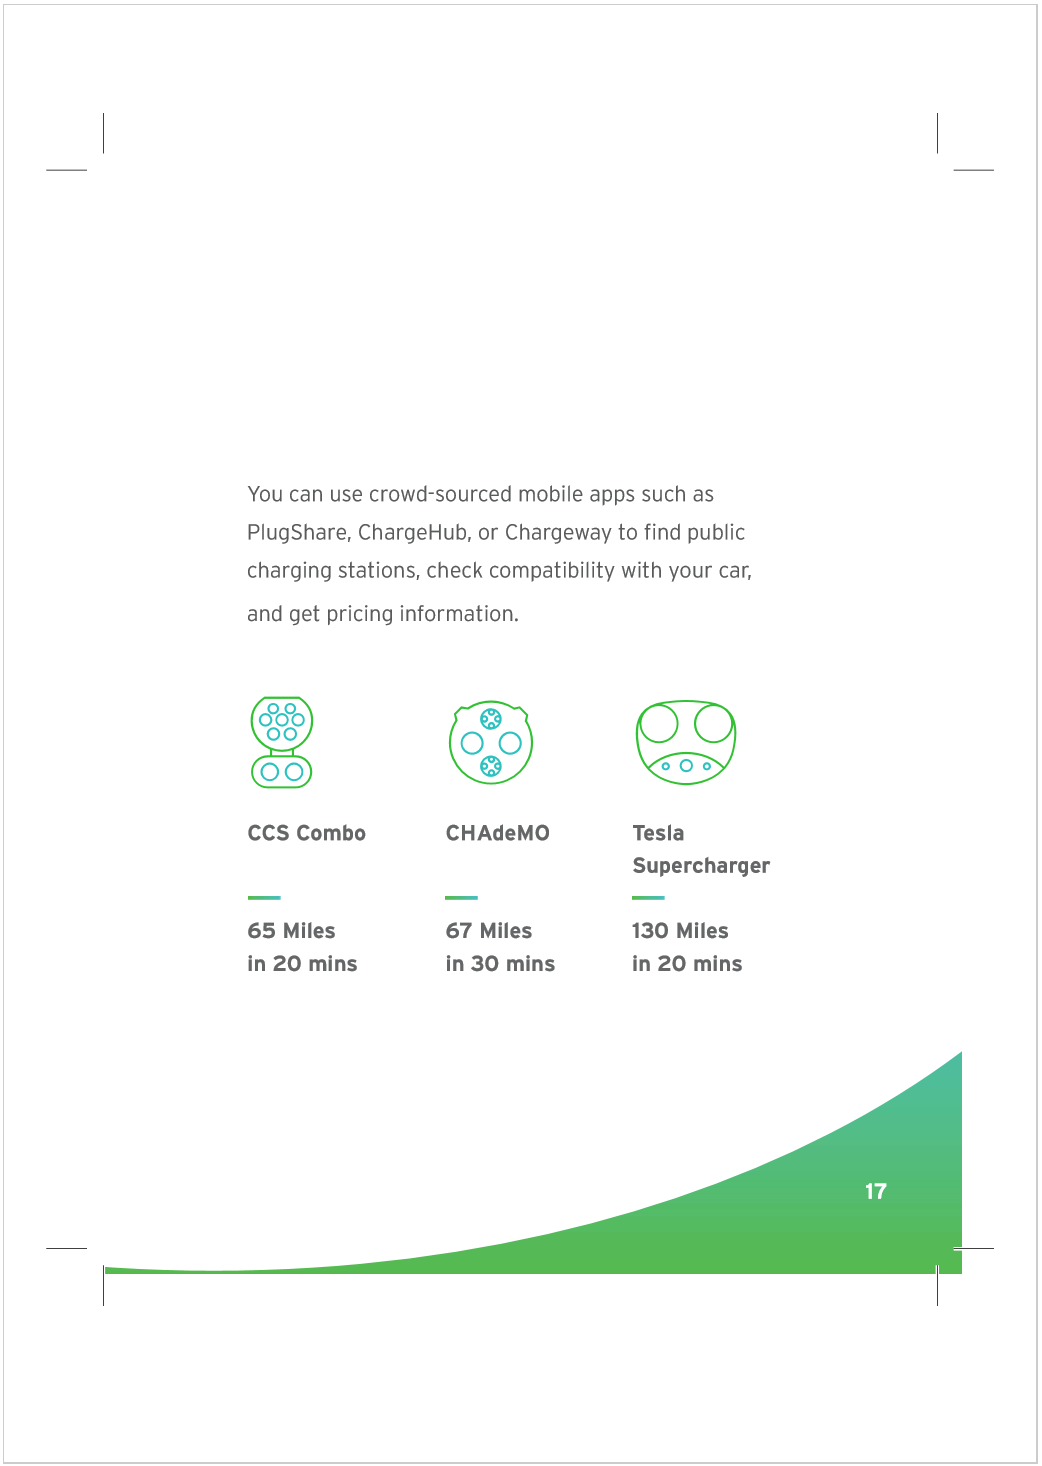 You can use crowd-sourced mobile apps such as
PlugShare, ChargeHub, or Chargeway to find public
charging stations, check compatibility with your car,
and get pricing information.
CCS Combo
65 Miles
in 20 mins
CHAdeMO
67 Miles
in 30 mins
Tesla
Supercharger
130 Miles
in 20 mins
17